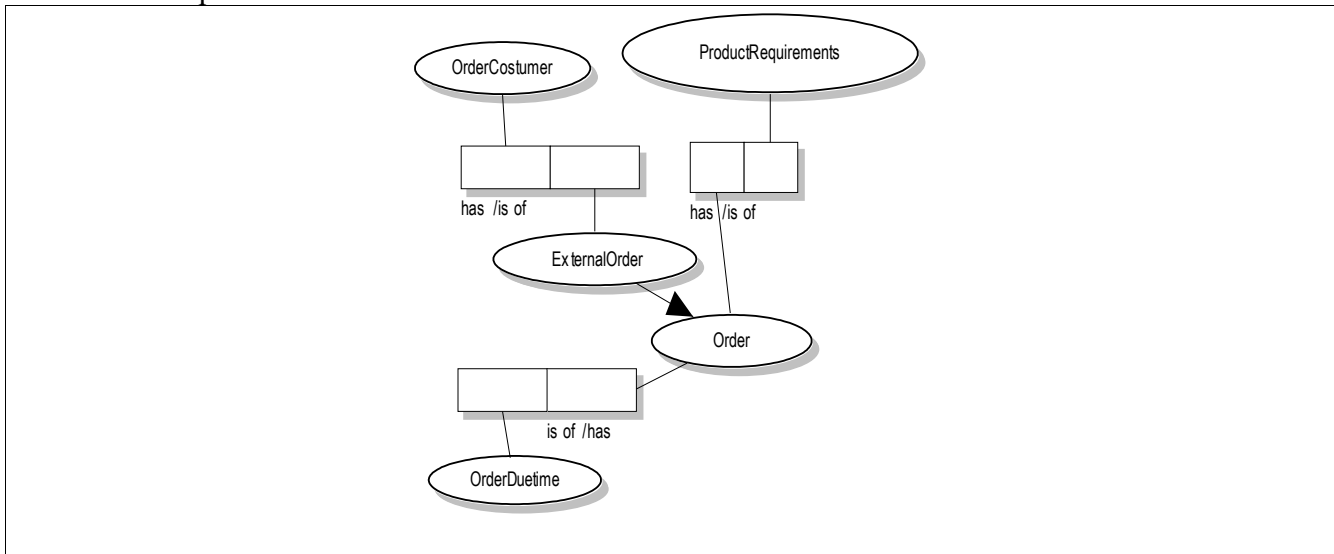 ProductRequirements
OrderCostumer
has /is of
has /is of
ExternalOrder
Order
is of /has
OrderDuetime